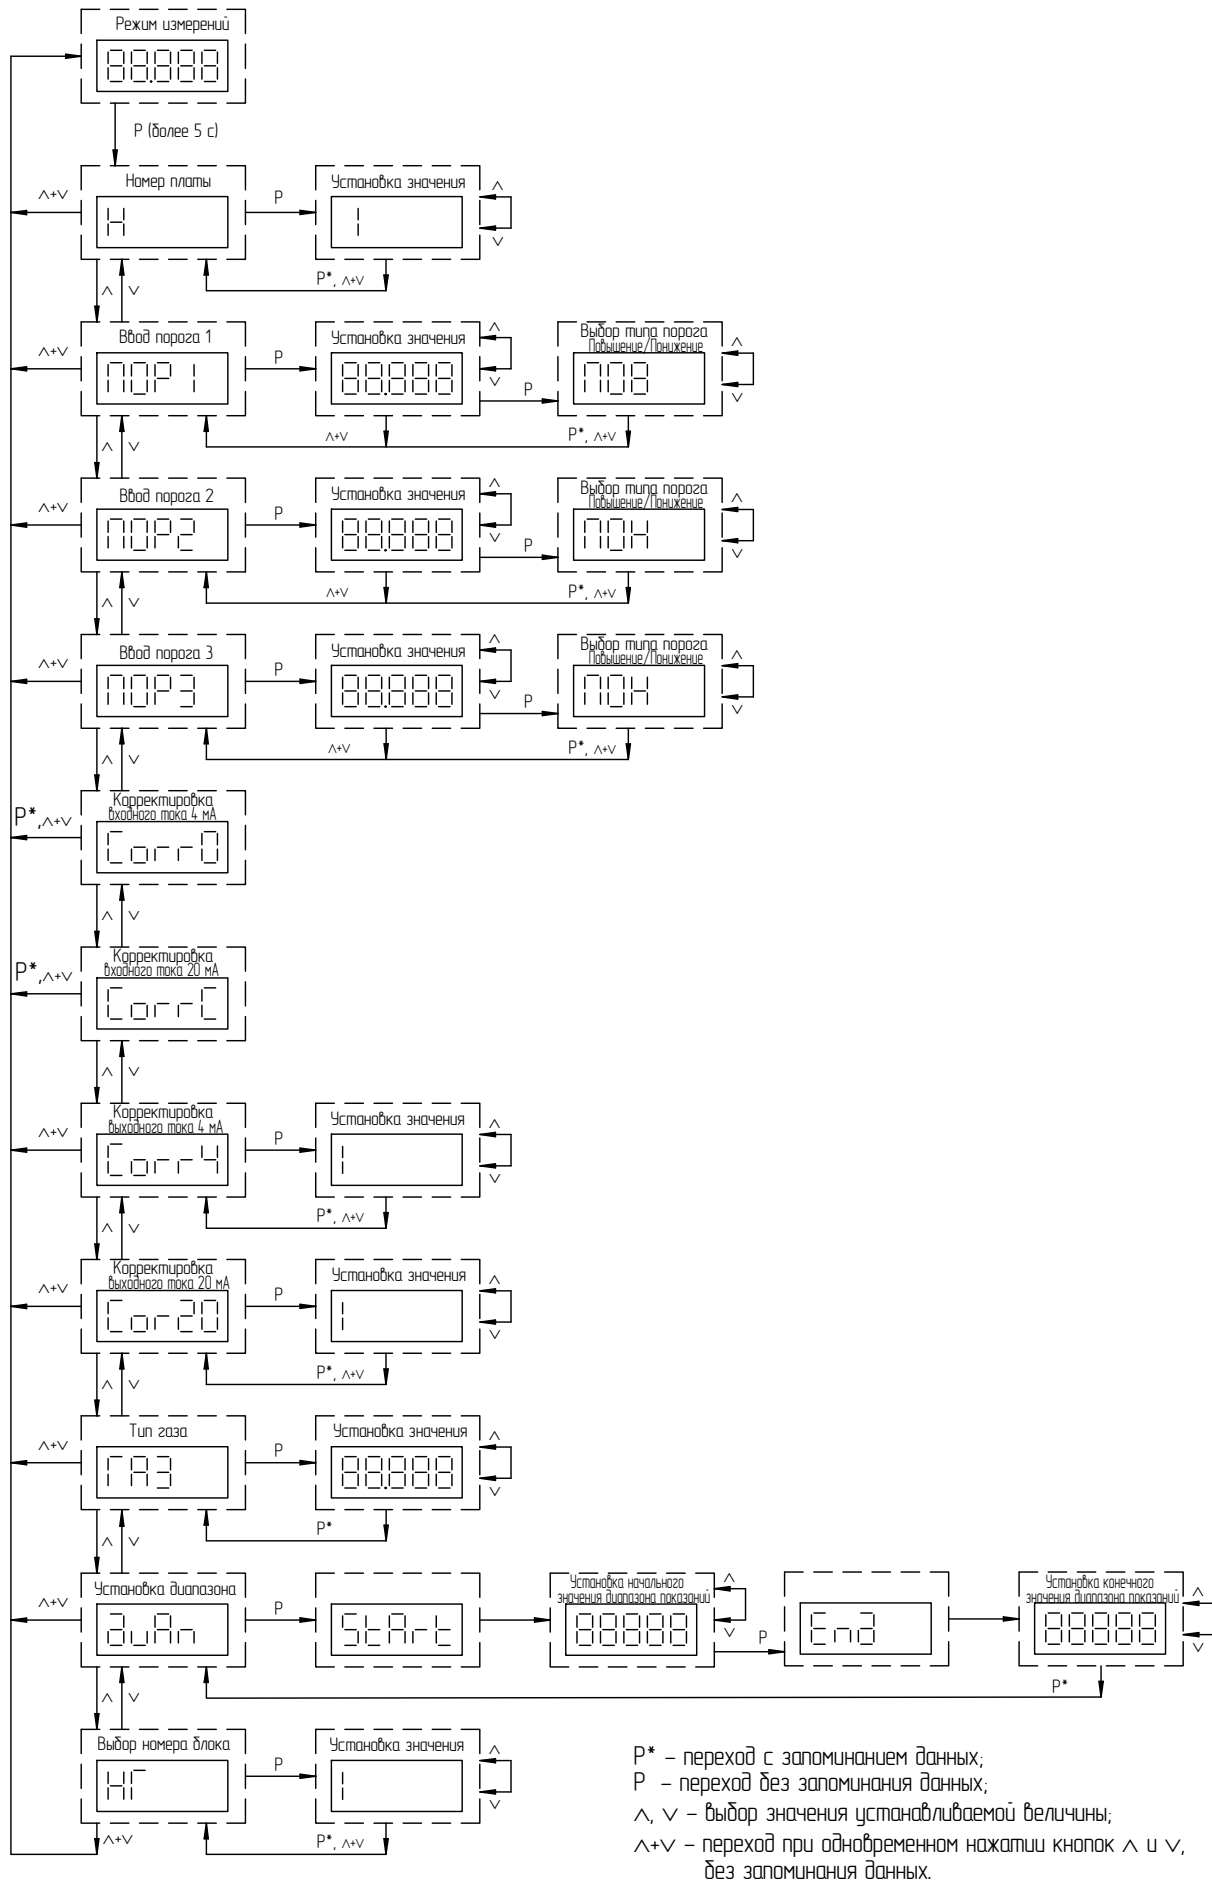 Режим измерений
88.888
Р (более 5 с)
Номер платы
Установка значения
∧+∨
Н
Р
1
∧
∨
Р*, ∧+∨
∧ ∨
Ввод порога 1
Установка значения
Выбор типа порога
Повышение/Понижение
∧+∨
ПОР1
Р
88.888
∧
∨
Р
ПОВ
∧
∨
∧+∨
Р*, ∧+∨
∧ ∨
Ввод порога 2
Установка значения
Выбор типа порога
Повышение/Понижение
∧+∨
ПОР2
Р
88.888
∧
∨
Р
ПОН
∧
∨
∧+∨
Р*, ∧+∨
∧ ∨
Ввод порога 3
Установка значения
Выбор типа порога
Повышение/Понижение
∧+∨
ПОР3
Р
88.888
∧
∨
Р
ПОН
∧
∨
∧+∨
Р*, ∧+∨
∧ ∨
Корректировка
входного тока 4 мА
Р*,∧+∨
Corr0
∧ ∨
Корректировка
входного тока 20 мА
Р*,∧+∨
CorrC
∧ ∨
Корректировка
выходного тока 4 мА
Установка значения
∧+∨
Corr4
Р
1
∧
∨
Р*, ∧+∨
∧ ∨
Корректировка
выходного тока 20 мА
Установка значения
∧+∨
Cor20
Р
1
∧
∨
Р*, ∧+∨
∧ ∨
Тип газа
Установка значения
∧+∨
ГАЗ
Р
88.888
∧
∨
Р*
∧ ∨
Установка диапазона
Установка начального
значения диапазона показаний
Установка конечного
значения диапазона показаний
∧+∨
диАп
Р
StArt
88888
∧
∨
Р
End
88888
∧
∨
Р*
∧ ∨
Выбор номера блока
Установка значения
НГ
Р
1
∧
∨
∧+∨
Р*, ∧+∨
Р* – переход с запоминанием данных;
Р – переход без запоминания данных;
∧, ∨ – выбор значения устанавливаемой величины;
∧+∨ – переход при одновременном нажатии кнопок ∧ и ∨,
без запоминания данных.